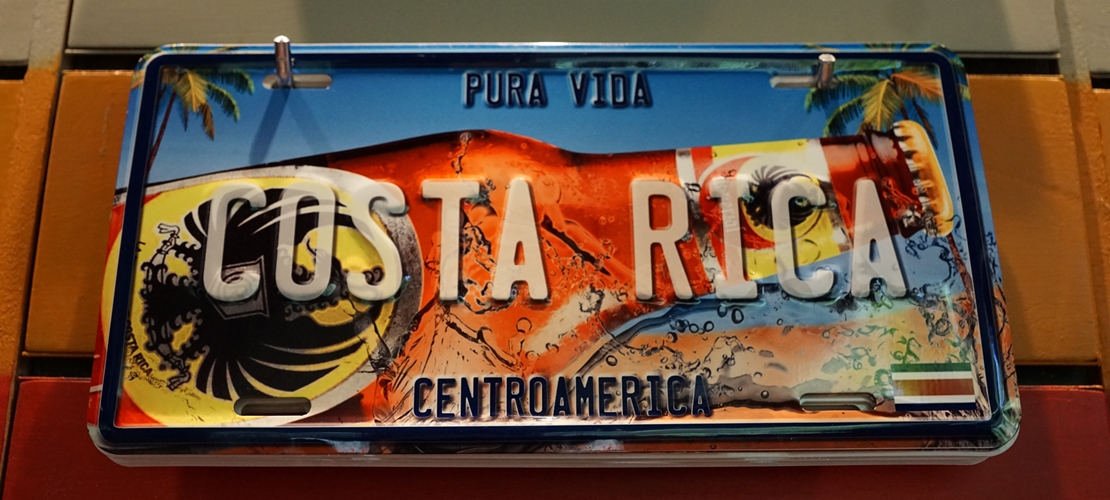 PURA VIDA
COSTA RICA
CENTROAMERICA